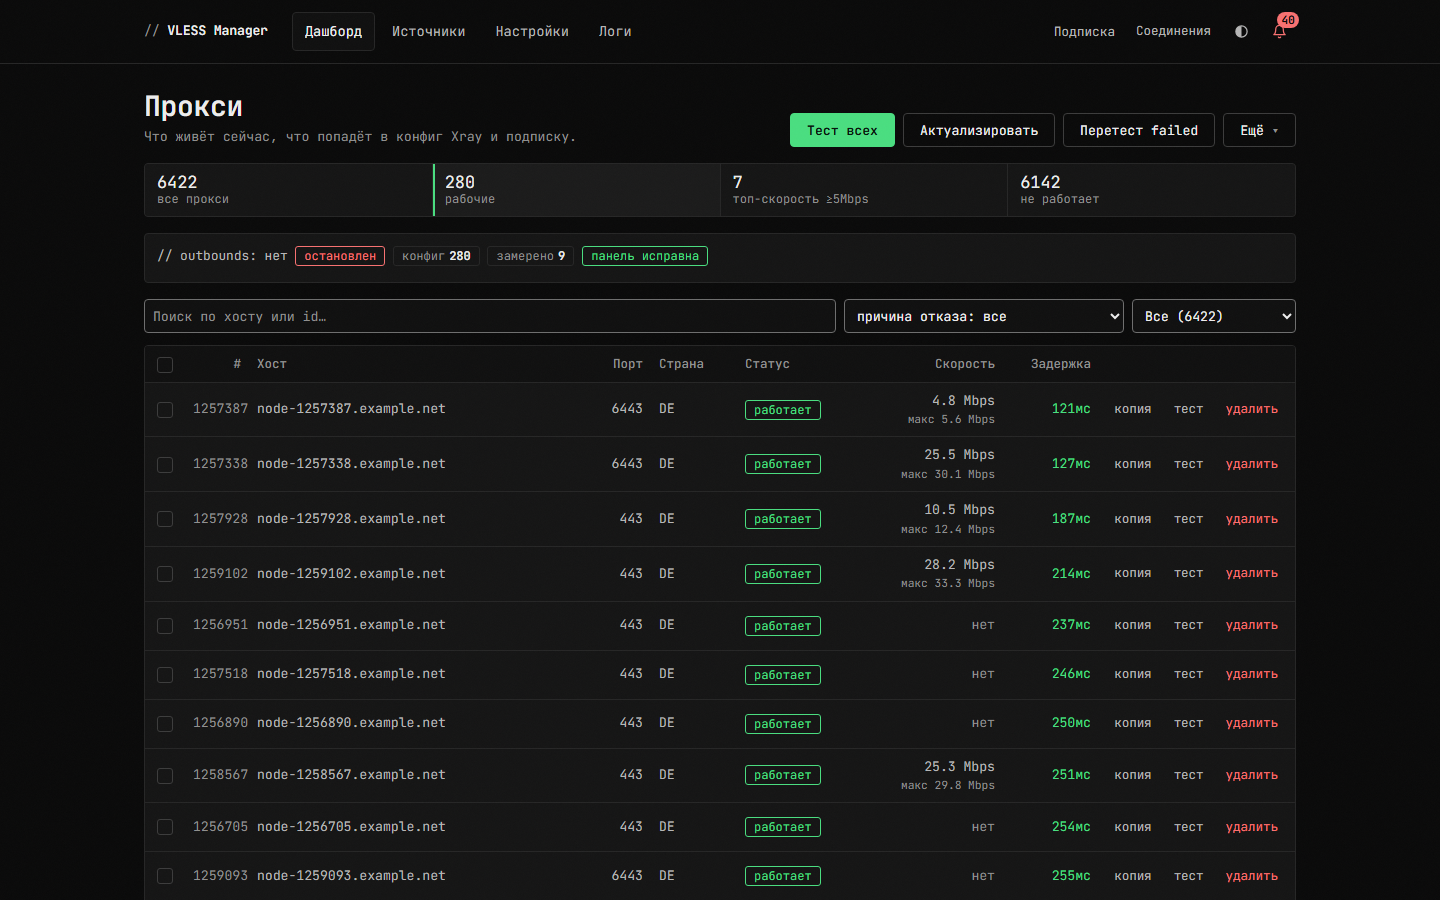 // VLESS Manager Дашборд Источники Настройки Логи Подписка Соединения 40
Прокси
Что живёт сейчас, что попадёт в конфиг Xray и подписку.
Тест всех Актуализировать Перетест failed Ещё ▾
6422 280 7 6142
все прокси рабочие топ-скорость ≥5Mbps не работает
// outbounds: нет остановлен конфиг 280 замерено 9 панель исправна
Поиск по хосту или id… причина отказа: все Все (6422)
# Хост Порт Страна Статус Скорость Задержка
1257387 node-1257387.example.net 6443 DE работает 4.8 Mbps 121мс копия тест удалить
макс 5.6 Mbps
1257338 node-1257338.example.net 6443 DE работает 25.5 Mbps 127мс копия тест удалить
макс 30.1 Mbps
1257928 node-1257928.example.net 443 DE работает 10.5 Mbps 187мс копия тест удалить
макс 12.4 Mbps
1259102 node-1259102.example.net 443 DE работает 28.2 Mbps 214мс копия тест удалить
макс 33.3 Mbps
1256951 node-1256951.example.net 443 DE работает нет 237мс копия тест удалить
1257518 node-1257518.example.net 443 DE работает нет 246мс копия тест удалить
1256890 node-1256890.example.net 443 DE работает нет 250мс копия тест удалить
1258567 node-1258567.example.net 443 DE работает 25.3 Mbps 251мс копия тест удалить
макс 29.8 Mbps
1256705 node-1256705.example.net 443 DE работает нет 254мс копия тест удалить
1259093 node-1259093.example.net 6443 DE работает нет 255мс копия тест удалить